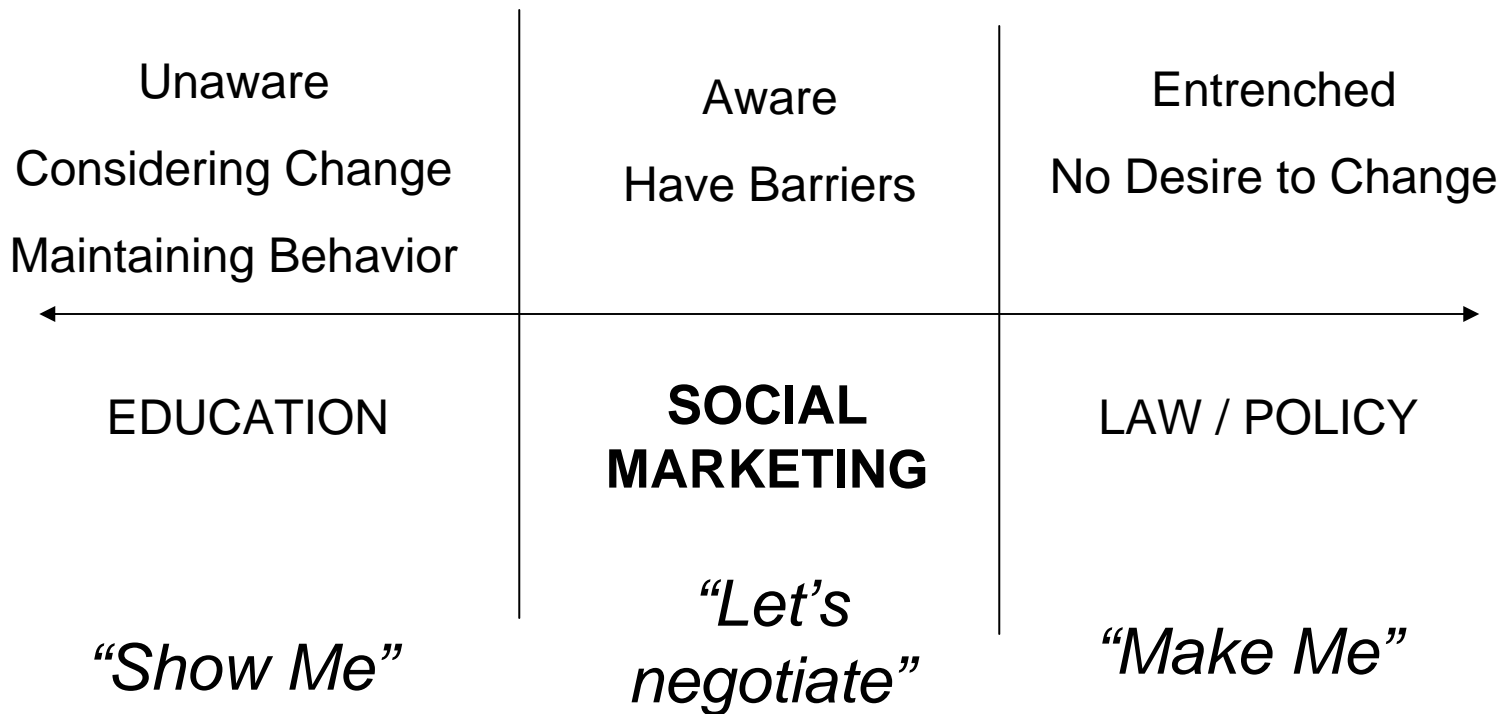 Unaware
Considering Change
Maintaining Behavior
Aware
Have Barriers
Entrenched
No Desire to Change
EDUCATION
SOCIAL
MARKETING
LAW / POLICY
“Show Me”
“Let’s
negotiate”
“Make Me”